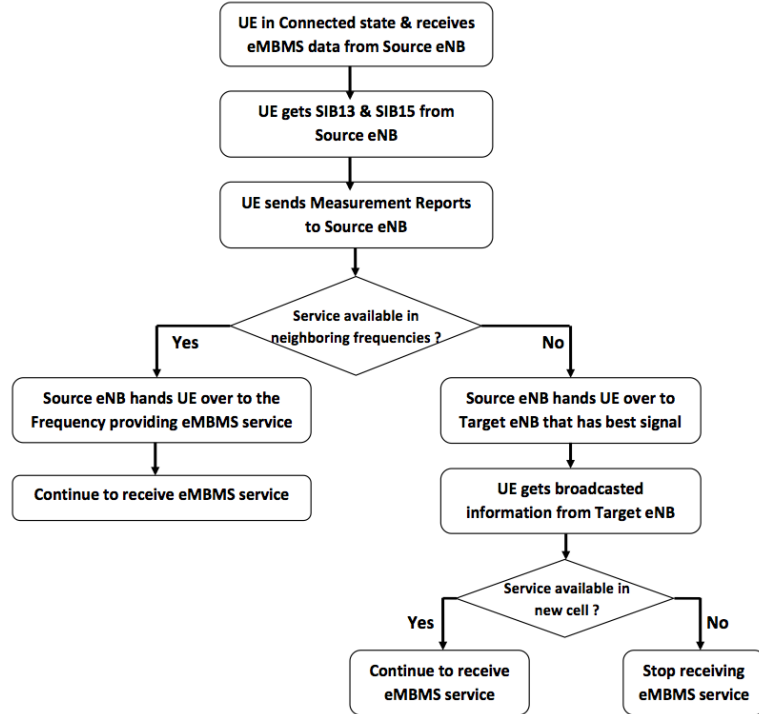 UE in Connected state & receives
eMBMS data from Source eNB
UE gets SIB13 & SIB15 from
Source eNB
UE sends Measurement Reports
to Source eNB
Service available in
neighboring frequencies ?
Yes
No
Source eNB hands UE over to the
Frequency providing eMBMS service
Source eNB hands UE over to
Target eNB that has best signal
Continue to receive eMBMS service
UE gets broadcasted
information from Target eNB
Service available in
new cell ?
Yes
No
Continue to receive
eMBMS service
Stop receiving
eMBMS service